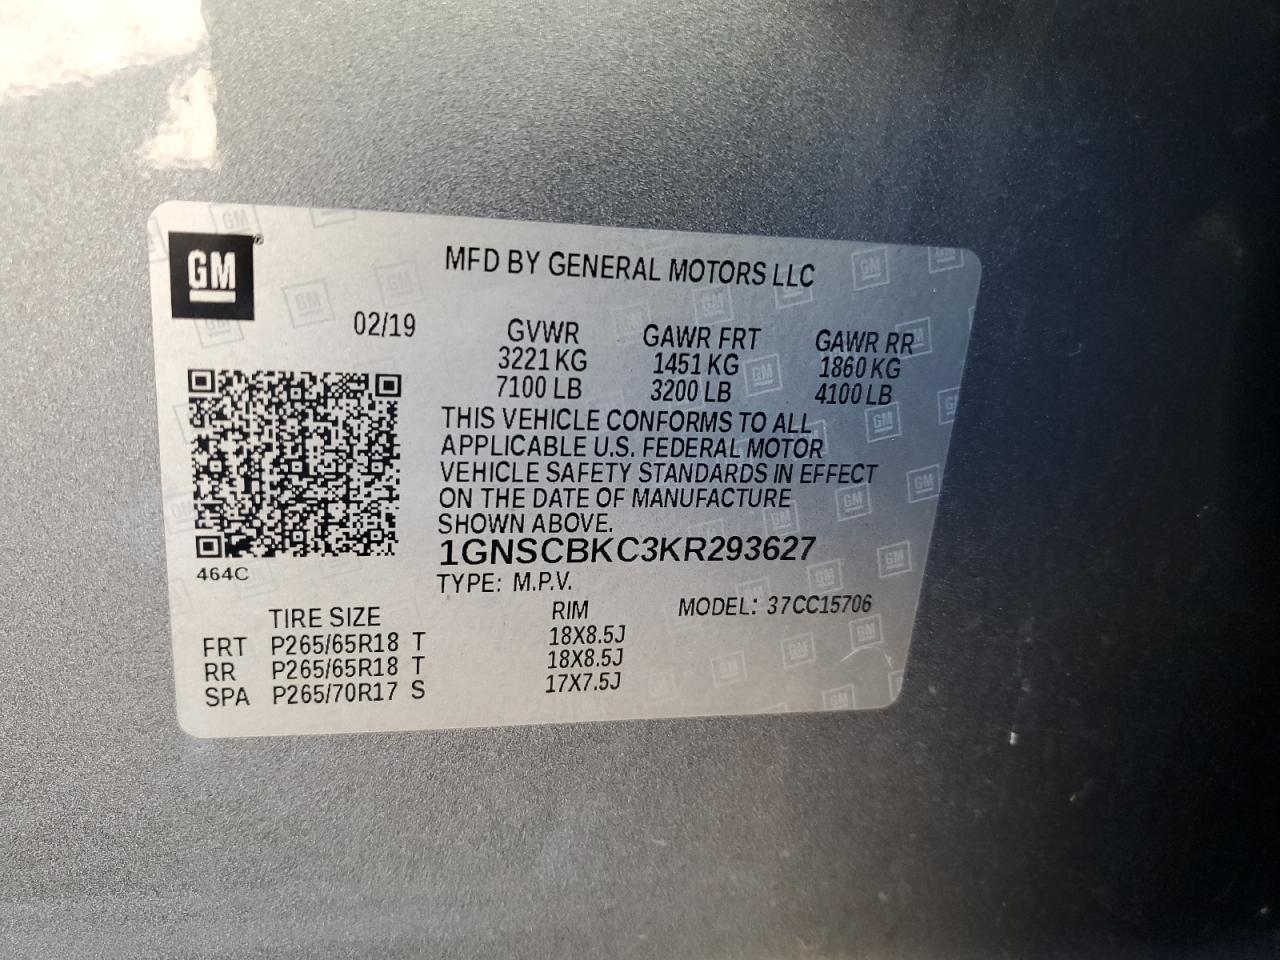 GM
MFD BY GENERAL MOTORS LLC
02/19
GVWR GAWR FRT GAWR RR
3221 KG 1451 KG 1860 KG
7100 LB 3200 LB 4100 LB
THIS VEHICLE CONFORMS TO ALL
APPLICABLE U.S. FEDERAL MOTOR
VEHICLE SAFETY STANDARDS IN EFFECT
ON THE DATE OF MANUFACTURE
SHOWN ABOVE.
1GNSCBKC3KR293627
464C
TYPE: M.P.V.
TIRE SIZE RIM MODEL: 37CC15706
FRT P265/65R18 T 18X8.5J
RR P265/65R18 T 18X8.5J
SPA P265/70R17 S 17X7.5J